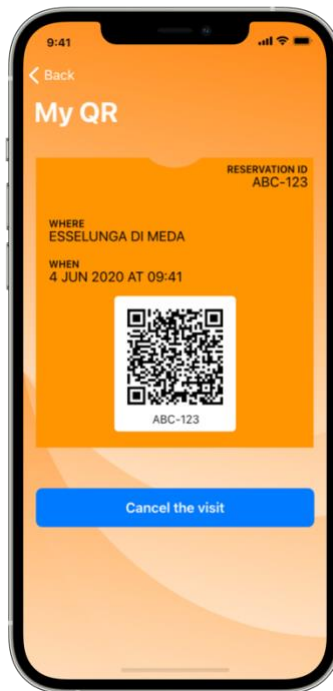 9:41
Back
My QR
RESERVATION ID
ABC-123
WHERE
ESSELUNGA DI MEDA
WHEN
4 JUN 2020 AT 09:41
ABC-123
Cancel the visit